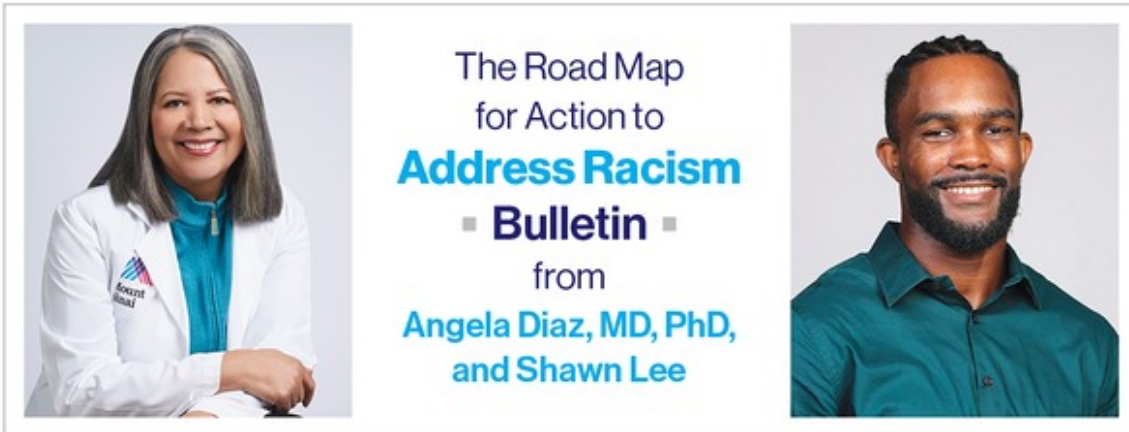 The Road Map
for Action to
Address Racism
Bulletin
from
Angela Diaz, MD, PhD,
and Shawn Lee
Mount
Sinai